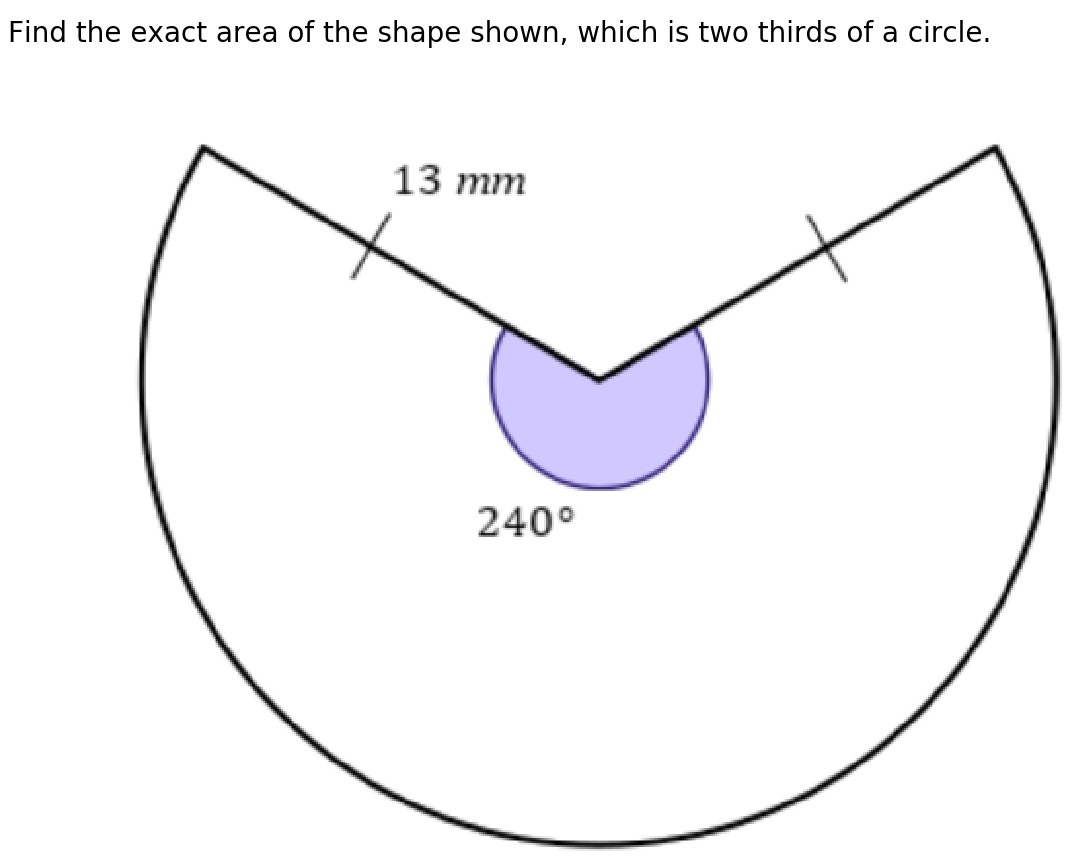 Find the exact area of the shape shown, which is two thirds of a circle.
13 mm
240°